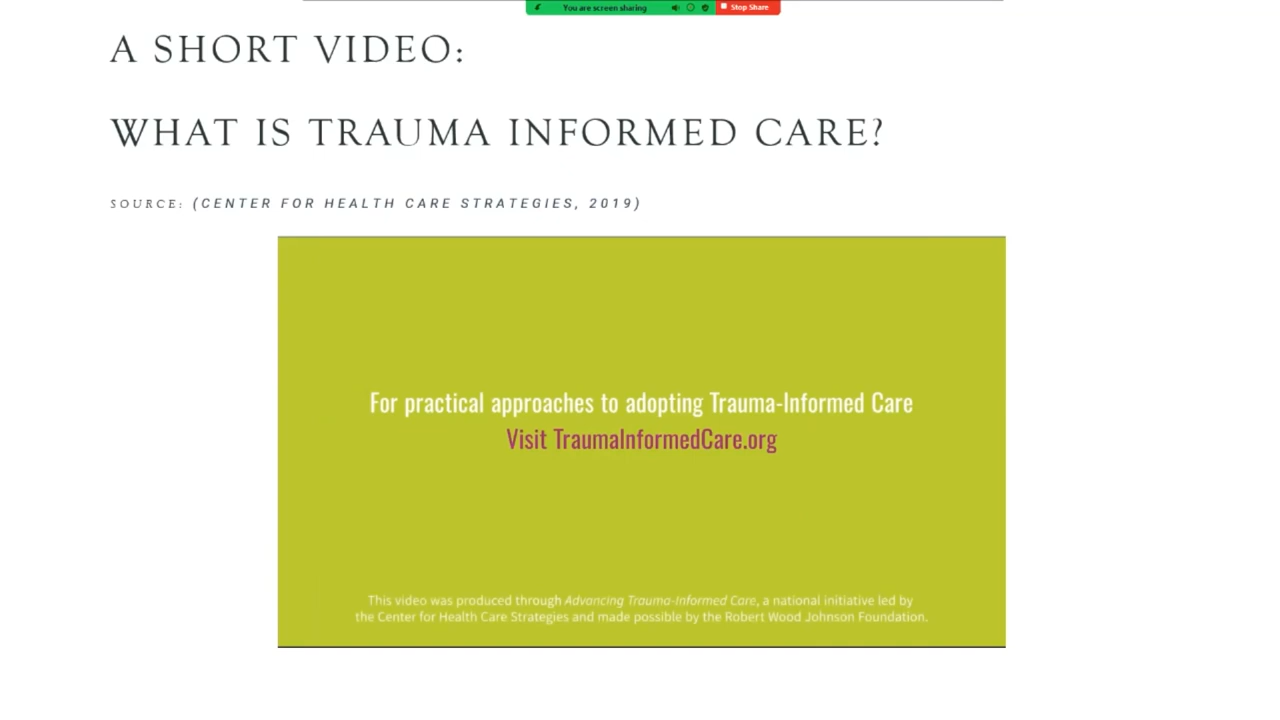 You are screen sharing
Stop Share
A SHORT VIDEO:
WHAT IS TRAUMA INFORMED CARE?
SOURCE: (CENTER FOR HEALTH CARE STRATEGIES, 2019)
For practical approaches to adopting Trauma-Informed Care
Visit TraumaInformedCare.org
This video was produced through Advancing Trauma-Informed Care, a national initiative led by
the Center for Health Care Strategies and made possible by the Robert Wood Johnson Foundation.